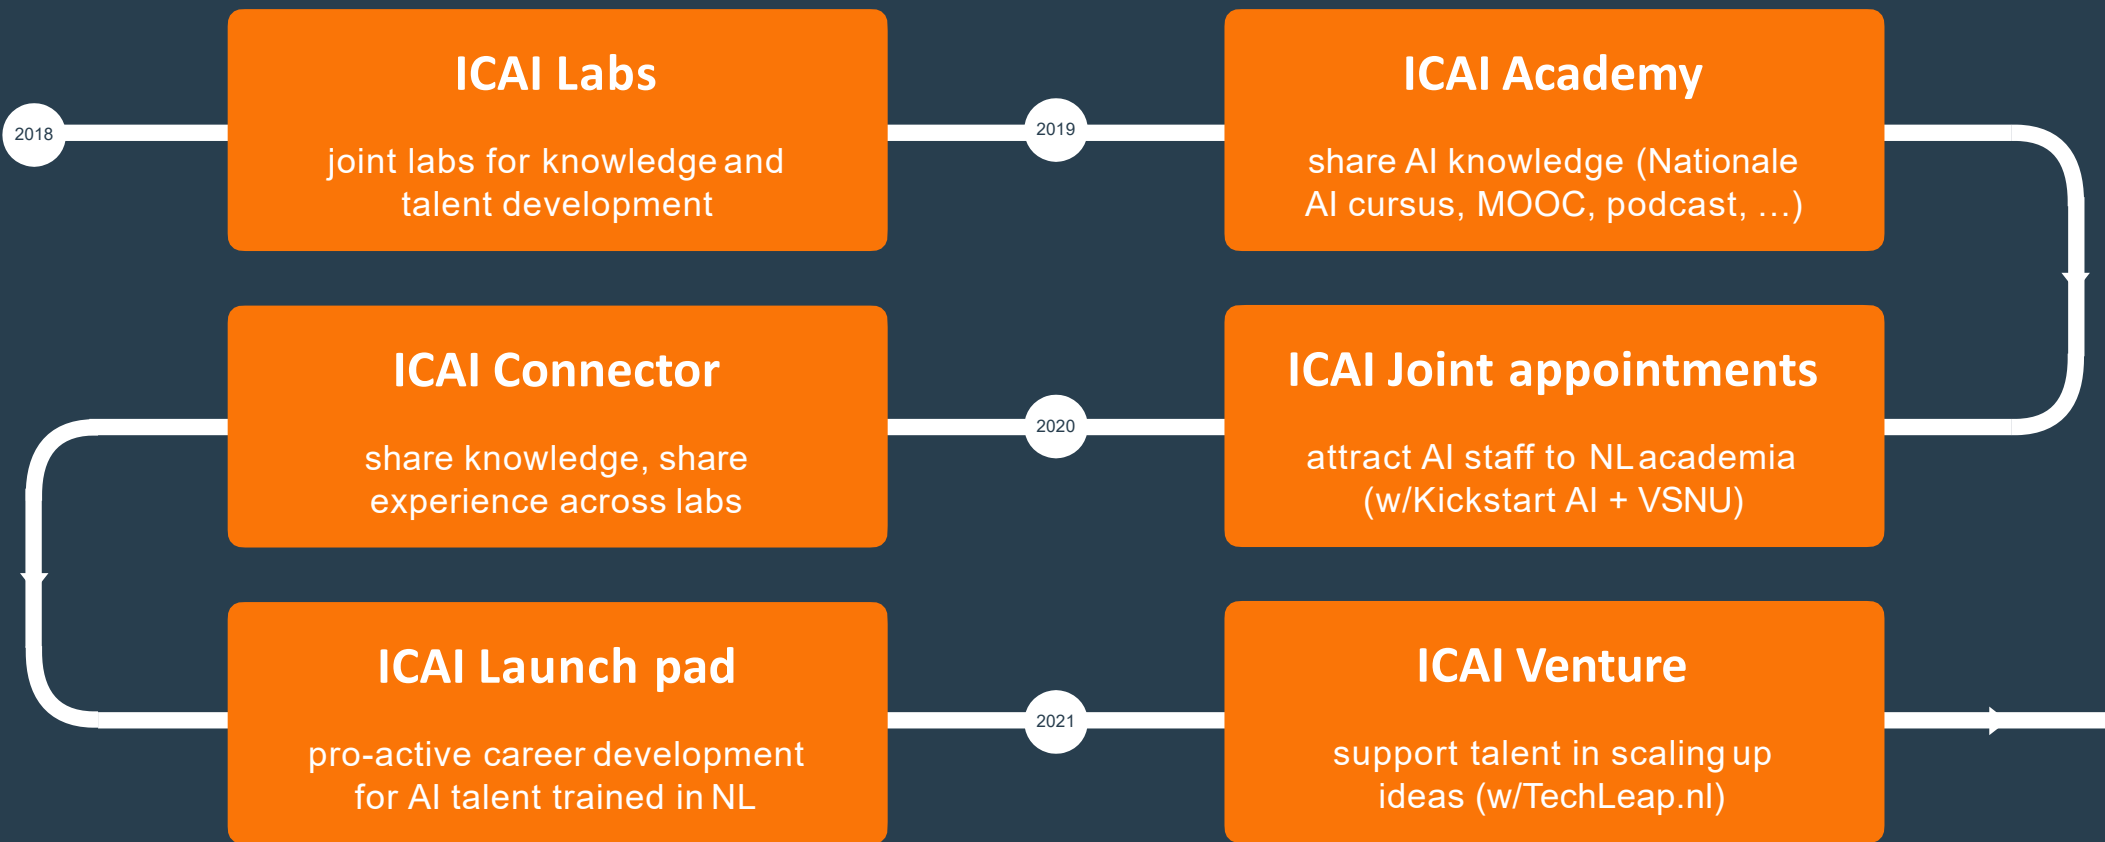 2018
ICAI Labs
joint labs for knowledge and
talent development
2019
ICAI Academy
share AI knowledge (Nationale
AI cursus, MOOC, podcast, …)
ICAI Joint appointments
attract AI staff to NL academia
(w/Kickstart AI + VSNU)
2020
ICAI Connector
share knowledge, share
experience across labs
ICAI Launch pad
pro-active career development
for AI talent trained in NL
2021
ICAI Venture
support talent in scaling up
ideas (w/TechLeap.nl)